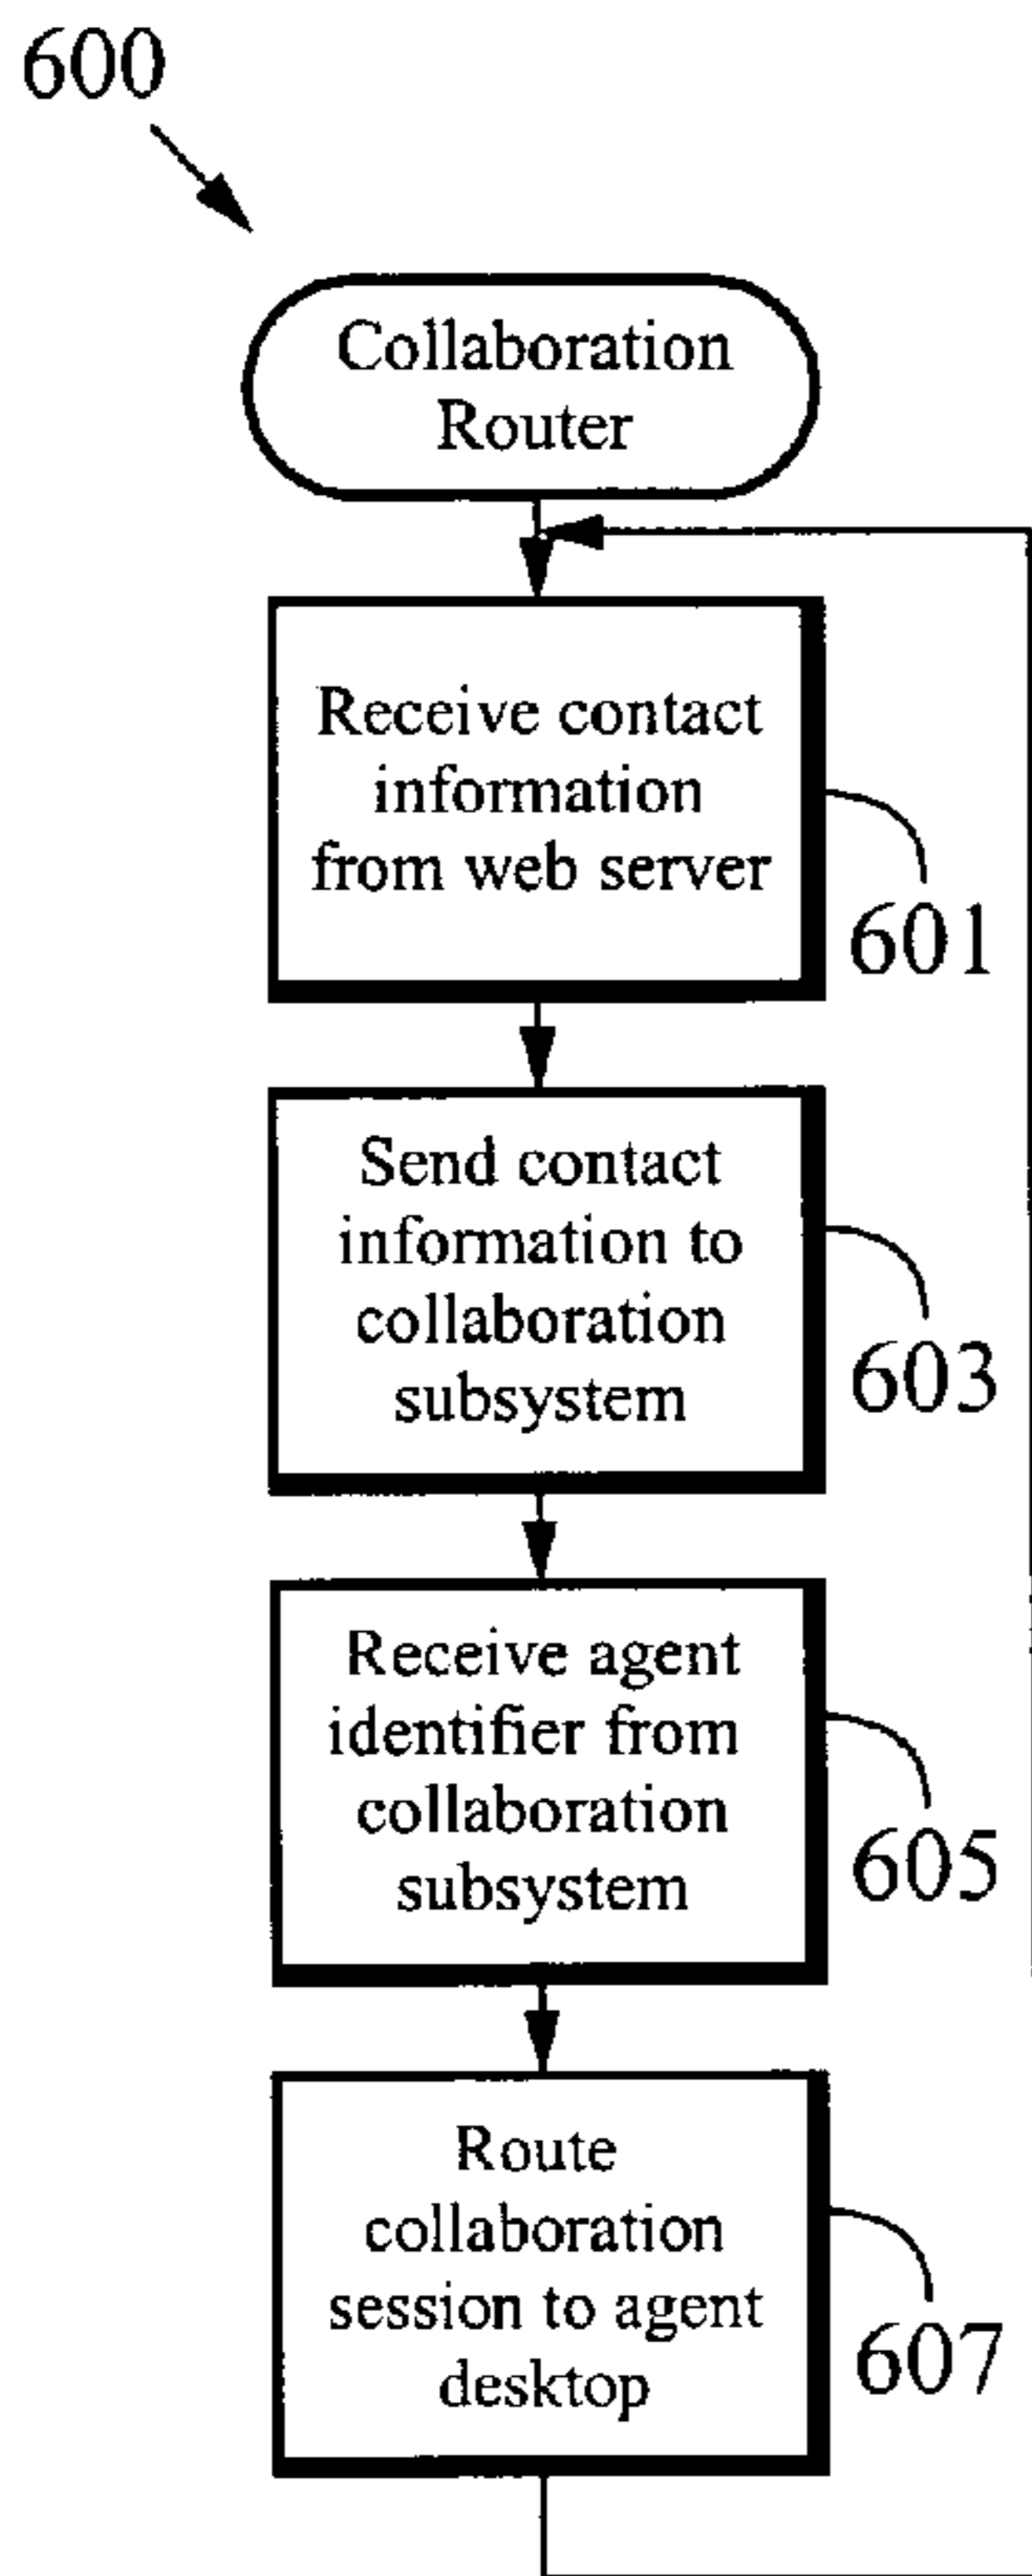 600
Collaboration
Router
Receive contact
information
from web server
601
Send contact
information to
collaboration
subsystem
603
Receive agent
identifier from
collaboration
subsystem
605
Route
collaboration
session to agent
desktop
607